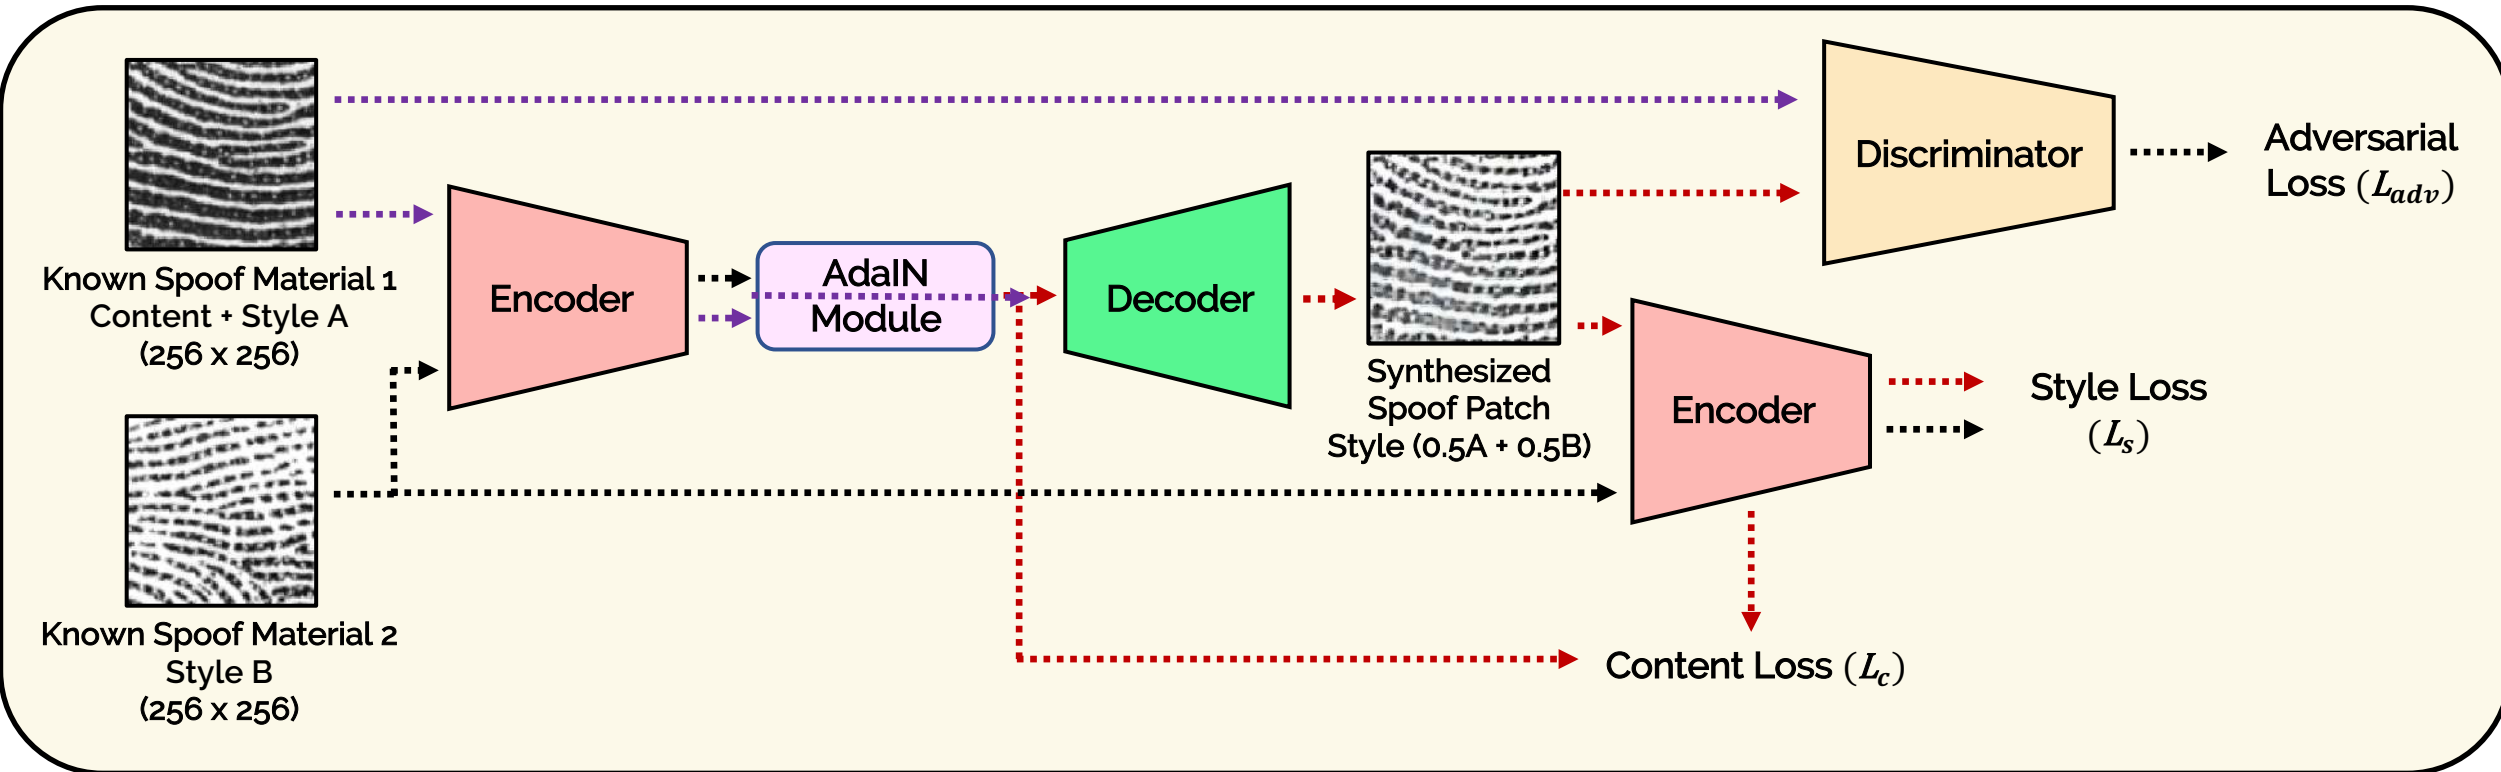 Known Spoof Material 1
Content + Style A
(256 x 256)
Known Spoof Material 2
Style B
(256 x 256)
Encoder
AdaIN
Module
Decoder
Synthesized
Spoof Patch
Style (0.5A + 0.5B)
Discriminator
Adversarial
Loss (L_adv)
Encoder
Style Loss
(L_s)
Content Loss (L_c)